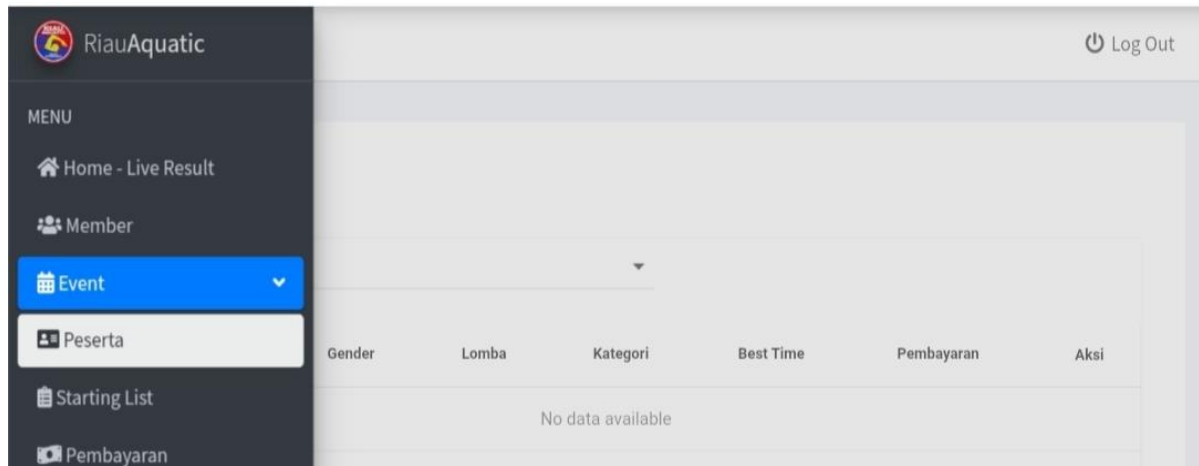 RiauAquatic
Log Out
MENU
Home - Live Result
Member
Event
Peserta
Starting List
Pembayaran
Gender Lomba Kategori Best Time Pembayaran Aksi
No data available